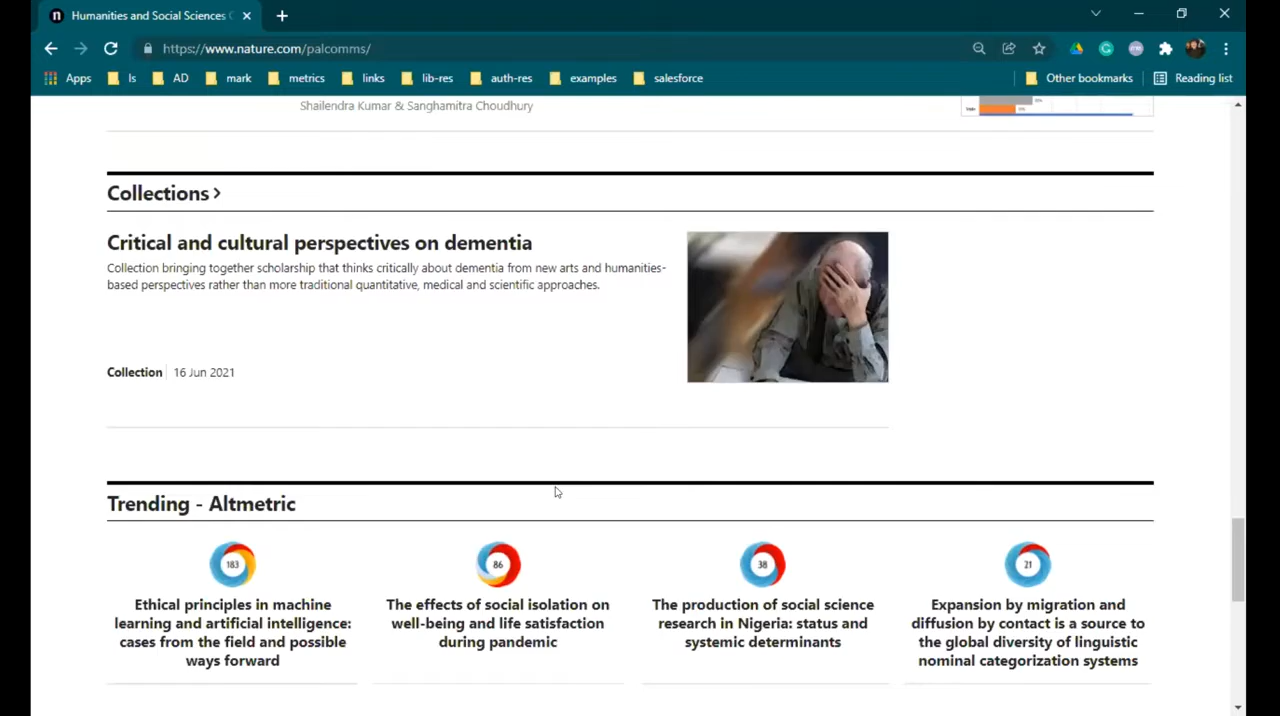 Humanities and Social Sciences C
https://www.nature.com/palcomms/
Apps ls AD mark metrics links lib-res auth-res examples salesforce Other bookmarks Reading list
Shailendra Kumar & Sanghamitra Choudhury
Collections
Critical and cultural perspectives on dementia
Collection bringing together scholarship that thinks critically about dementia from new arts and humanities-
based perspectives rather than more traditional quantitative, medical and scientific approaches.
Collection 16 Jun 2021
Trending - Altmetric
183
Ethical principles in machine
learning and artificial intelligence:
cases from the field and possible
ways forward
86
The effects of social isolation on
well-being and life satisfaction
during pandemic
38
The production of social science
research in Nigeria: status and
systemic determinants
21
Expansion by migration and
diffusion by contact is a source to
the global diversity of linguistic
nominal categorization systems